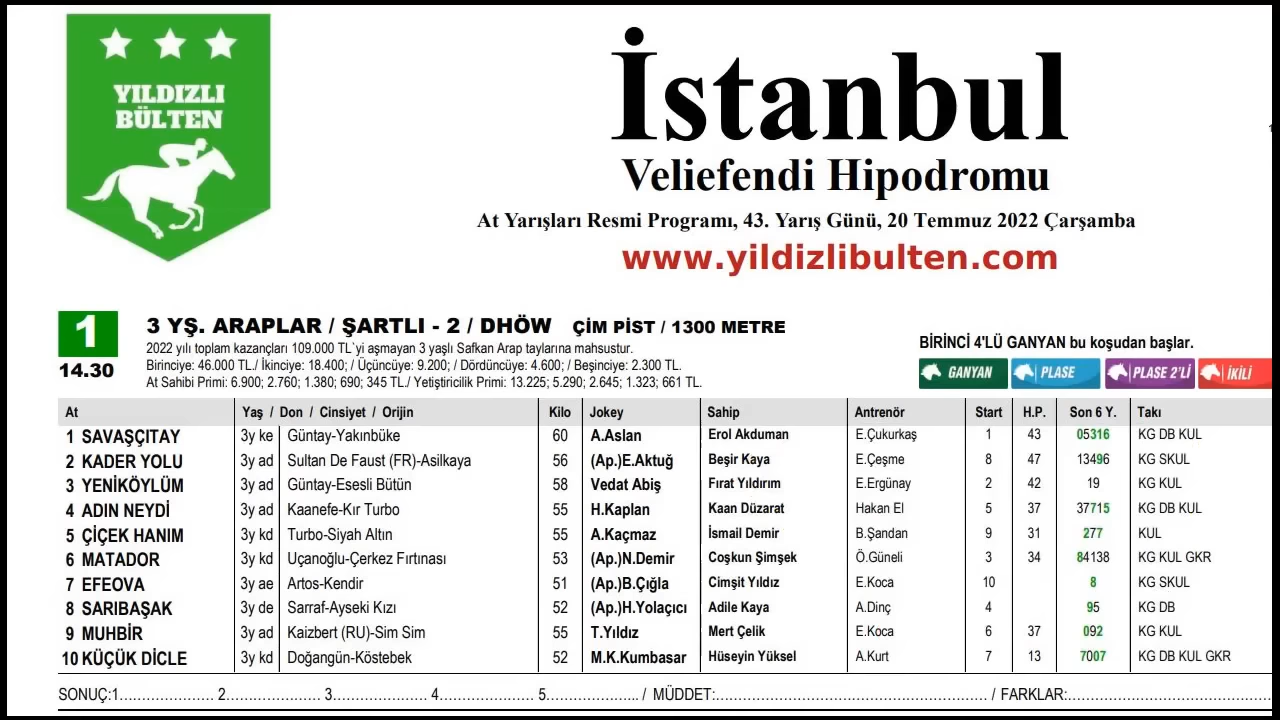 YILDIZLI
BÜLTEN
İstanbul
Veliefendi Hipodromu
At Yarışları Resmi Programı, 43. Yarış Günü, 20 Temmuz 2022 Çarşamba
www.yildizlibulten.com
1 3 YŞ. ARAPLAR / ŞARTLI - 2 / DHÖW ÇİM PİST / 1300 METRE
2022 yılı toplam kazançları 109.000 TL`yi aşmayan 3 yaşlı Safkan Arap taylarına mahsustur.
BİRİNCİ 4'LÜ GANYAN bu koşudan başlar.
14.30 Birinciye: 46.000 TL./ İkinciye: 18.400; / Üçüncüye: 9.200; / Dördüncüye: 4.600; / Beşinciye: 2.300 TL.
At Sahibi Primi: 6.900; 2.760; 1.380; 690; 345 TL./ Yetiştiricilik Primi: 13.225; 5.290; 2.645; 1.323; 661 TL.
GANYAN PLASE PLASE 2'Lİ İKİLİ
At Yaş / Don / Cinsiyet / Orijin Kilo Jokey Sahip Antrenör Start H.P. Son 6 Y. Takı
1 SAVAŞÇITAY 3y ke Güntay-Yakınbüke 60 A.Aslan Erol Akduman E.Çukurkaş 1 43 05316 KG DB KUL
2 KADER YOLU 3y ad Sultan De Faust (FR)-Asilkaya 56 (Ap.)E.Aktuğ Beşir Kaya E.Çeşme 8 47 13496 KG SKUL
3 YENİKÖYLÜM 3y ad Güntay-Esesli Bütün 58 Vedat Abiş Fırat Yıldırım E.Ergünay 2 42 19 KG KUL
4 ADIN NEYDİ 3y ad Kaanefe-Kır Turbo 55 H.Kaplan Kaan Düzarat Hakan El 5 37 37715 KG DB KUL
5 ÇİÇEK HANIM 3y kd Turbo-Siyah Altın 55 A.Kaçmaz İsmail Demir B.Şandan 9 31 277 KUL
6 MATADOR 3y kd Uçanoğlu-Çerkez Fırtınası 53 (Ap.)N.Demir Coşkun Şimşek Ö.Güneli 3 34 84138 KG KUL GKR
7 EFEOVA 3y ae Artos-Kendir 51 (Ap.)B.Çığla Cimşit Yıldız E.Koca 10 8 KG SKUL
8 SARIBAŞAK 3y de Sarraf-Ayseki Kızı 52 (Ap.)H.Yolaçıcı Adile Kaya A.Dinç 4 95 KG DB
9 MUHBİR 3y ad Kaizbert (RU)-Sim Sim 55 T.Yıldız Mert Çelik E.Koca 6 37 092 KG KUL
10 KÜÇÜK DİCLE 3y kd Doğangün-Köstebek 52 M.K.Kumbasar Hüseyin Yüksel A.Kurt 7 13 7007 KG DB KUL GKR
SONUÇ:1..................... 2..................... 3..................... 4..................... 5..................... / MÜDDET:............................................................ / FARKLAR:.............................................